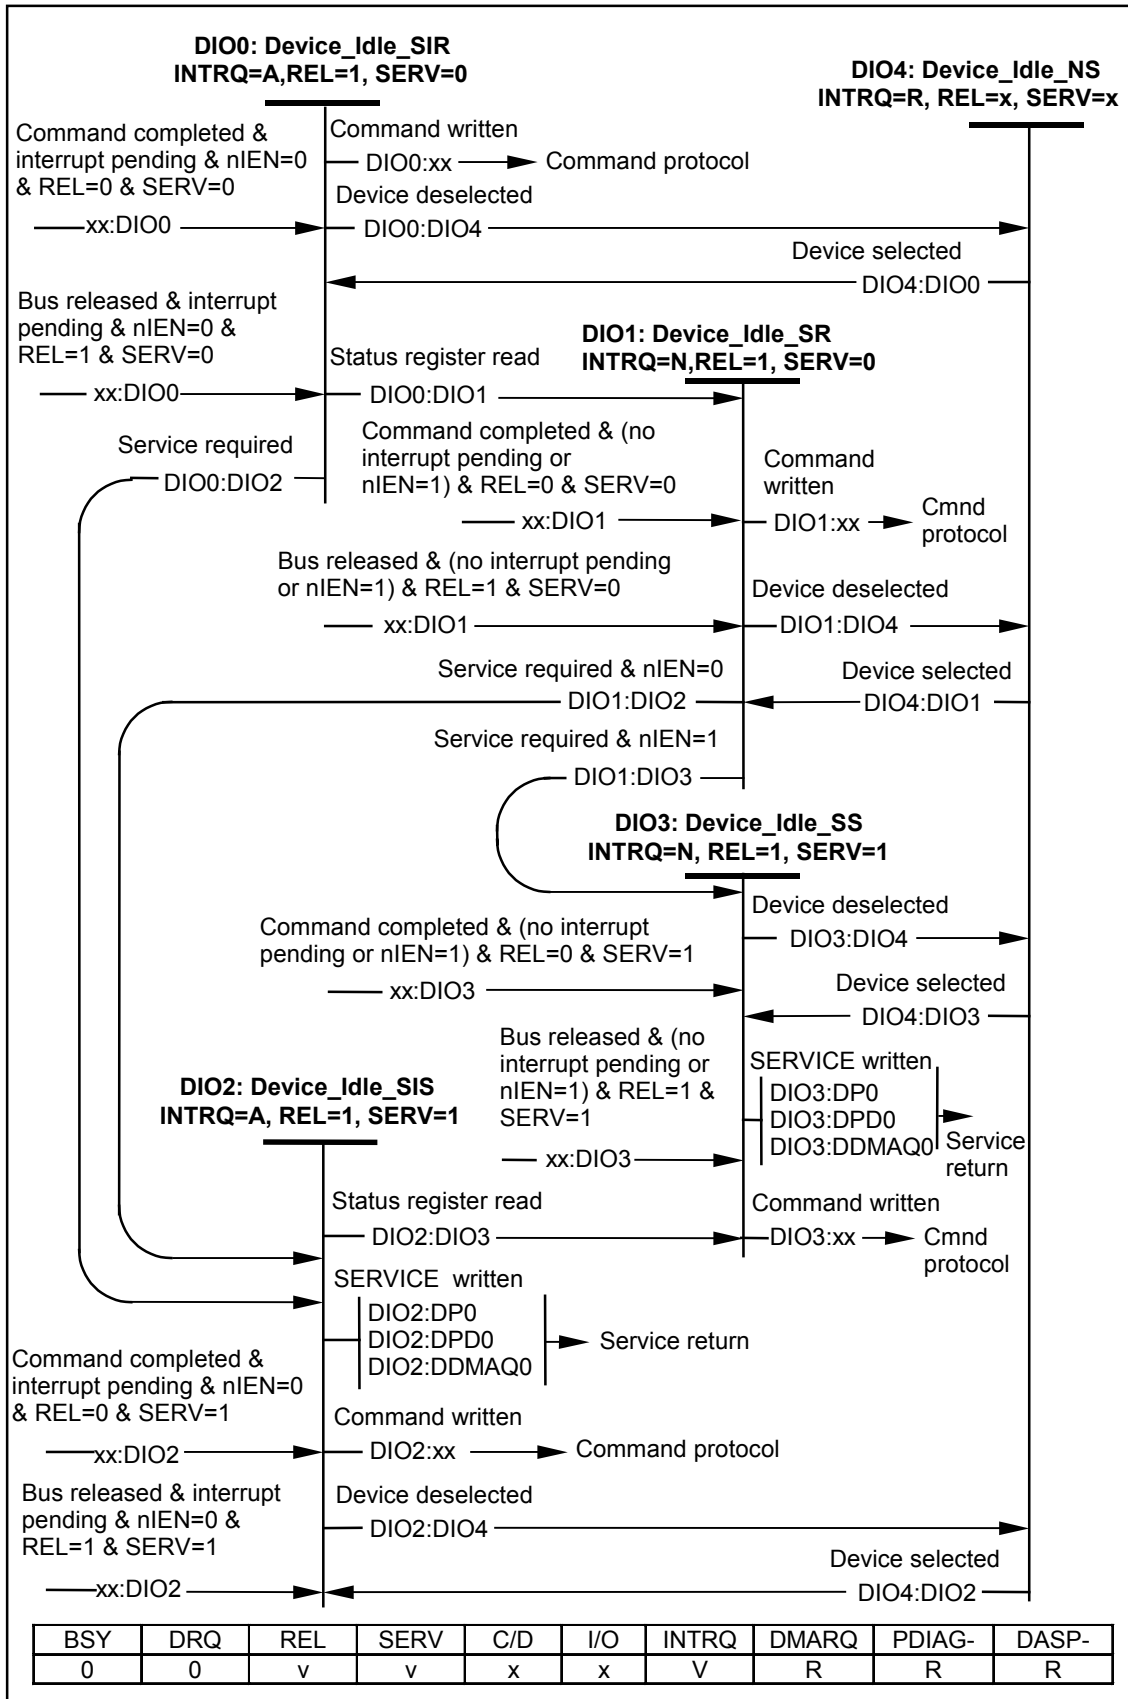 DIO0: Device_Idle_SIR
INTRQ=A,REL=1, SERV=0
DIO4: Device_Idle_NS
INTRQ=R, REL=x, SERV=x
Command completed &
interrupt pending & nIEN=0
& REL=0 & SERV=0
xx:DIO0
Command written
DIO0:xx
Command protocol
Device deselected
DIO0:DIO4
Device selected
DIO4:DIO0
Bus released & interrupt
pending & nIEN=0 &
REL=1 & SERV=0
xx:DIO0
Status register read
DIO0:DIO1
DIO1: Device_Idle_SR
INTRQ=N,REL=1, SERV=0
Service required
DIO0:DIO2
Command completed & (no
interrupt pending or
nIEN=1) & REL=0 & SERV=0
xx:DIO1
Command
written
DIO1:xx
Cmnd
protocol
Bus released & (no interrupt pending
or nIEN=1) & REL=1 & SERV=0
xx:DIO1
Device deselected
DIO1:DIO4
Service required & nIEN=0
DIO1:DIO2
Device selected
DIO4:DIO1
Service required & nIEN=1
DIO1:DIO3
DIO3: Device_Idle_SS
INTRQ=N, REL=1, SERV=1
Device deselected
DIO3:DIO4
Command completed & (no interrupt
pending or nIEN=1) & REL=0 & SERV=1
xx:DIO3
Device selected
DIO4:DIO3
Bus released & (no
interrupt pending or
nIEN=1) & REL=1 &
SERV=1
xx:DIO3
SERVICE written
DIO3:DP0
DIO3:DPD0
DIO3:DDMAQ0
Service
return
DIO2: Device_Idle_SIS
INTRQ=A, REL=1, SERV=1
Status register read
DIO2:DIO3
Command written
DIO3:xx
Cmnd
protocol
SERVICE written
DIO2:DP0
DIO2:DPD0
DIO2:DDMAQ0
Service return
Command completed &
interrupt pending & nIEN=0
& REL=0 & SERV=1
xx:DIO2
Command written
DIO2:xx
Command protocol
Bus released & interrupt
pending & nIEN=0 &
REL=1 & SERV=1
xx:DIO2
Device deselected
DIO2:DIO4
Device selected
DIO4:DIO2
BSY DRQ REL SERV C/D I/O INTRQ DMARQ PDIAG- DASP-
0 0 v v x x V R R R